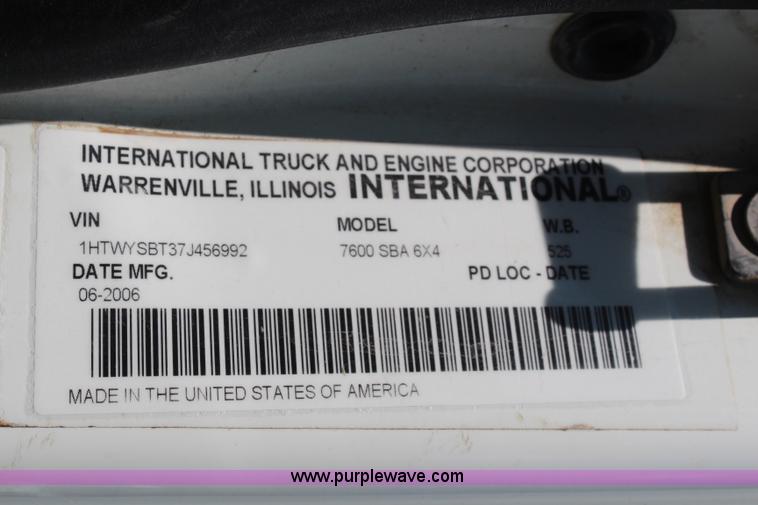 INTERNATIONAL TRUCK AND ENGINE CORPORATION
WARRENVILLE, ILLINOIS INTERNATIONAL®
VIN MODEL W.B.
1HTWYSBT37J456992 7600 SBA 6X4 525
DATE MFG. PD LOC - DATE
06-2006
MADE IN THE UNITED STATES OF AMERICA
www.purplewave.com